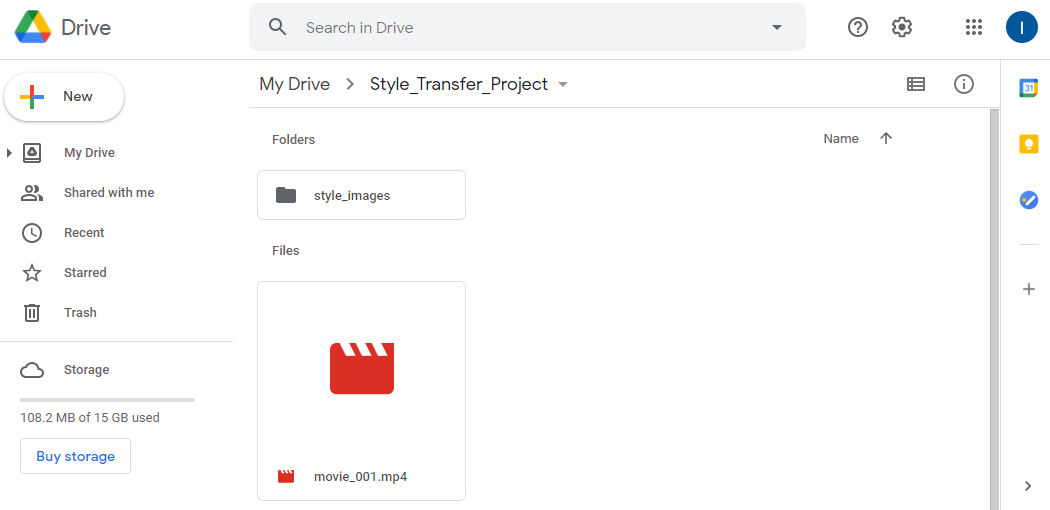 Drive
Search in Drive
I
New
My Drive
Shared with me
Recent
Starred
Trash
Storage
108.2 MB of 15 GB used
Buy storage
My Drive
Style_Transfer_Project
Folders
Name
style_images
Files
movie_001.mp4
31